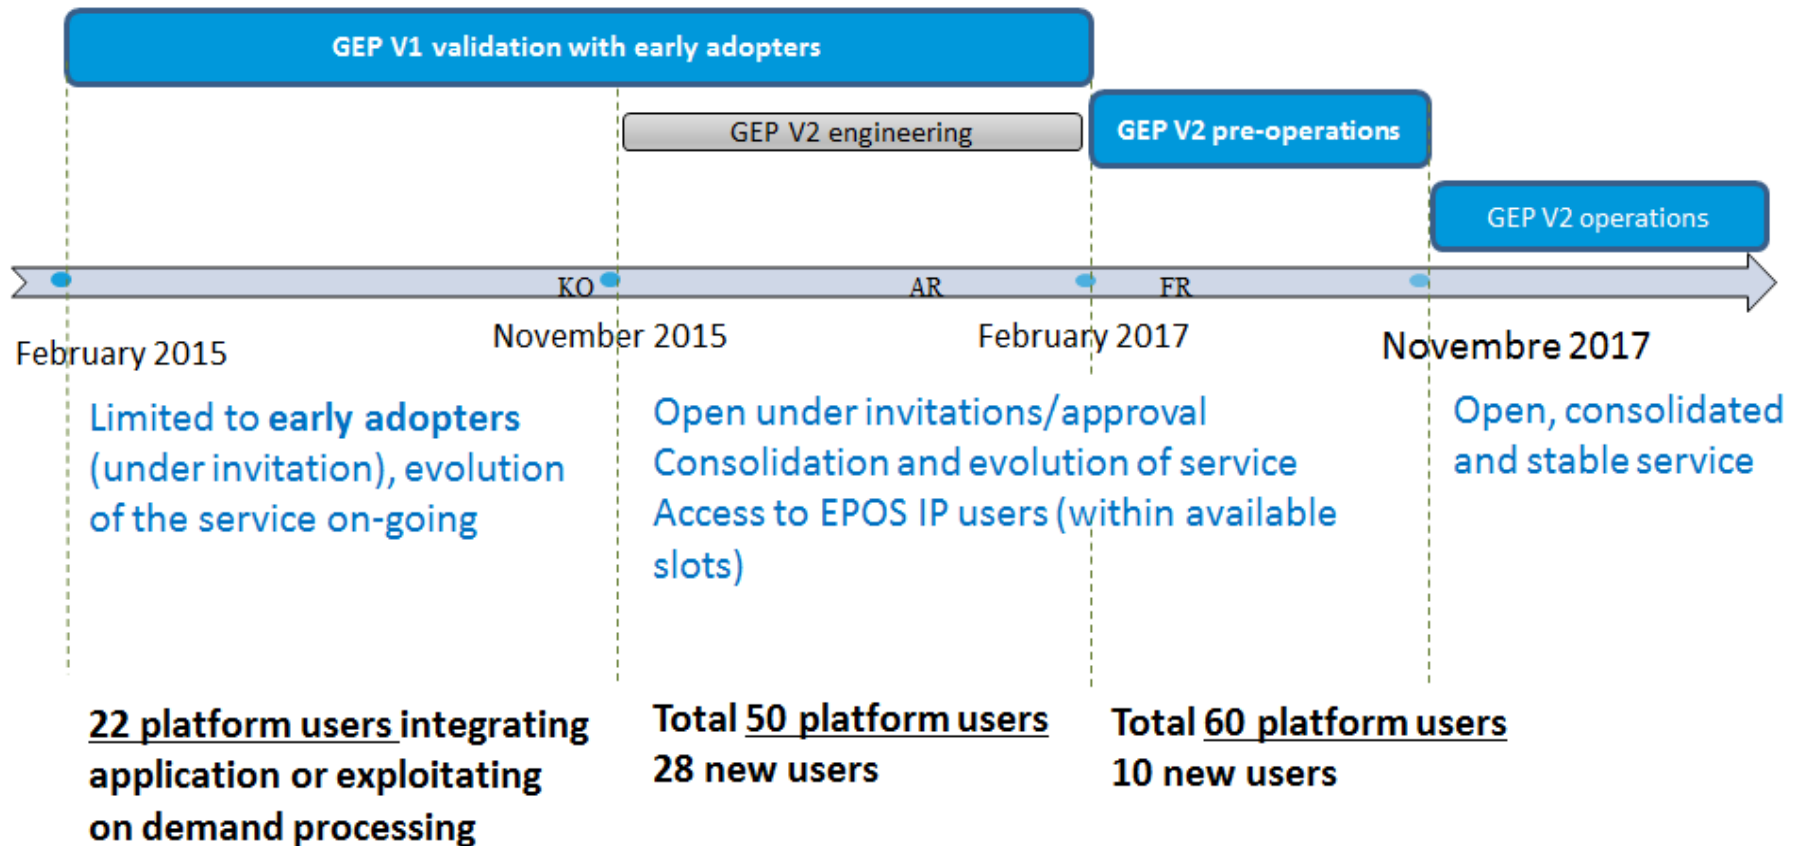 GEP V1 validation with early adopters
GEP V2 engineering
GEP V2 pre-operations
GEP V2 operations
KO
AR
FR
February 2015
November 2015
February 2017
Novembre 2017
Limited to early adopters
(under invitation), evolution
of the service on-going
Open under invitations/approval
Consolidation and evolution of service
Access to EPOS IP users (within available
slots)
Open, consolidated
and stable service
22 platform users integrating
application or exploitating
on demand processing
Total 50 platform users
28 new users
Total 60 platform users
10 new users